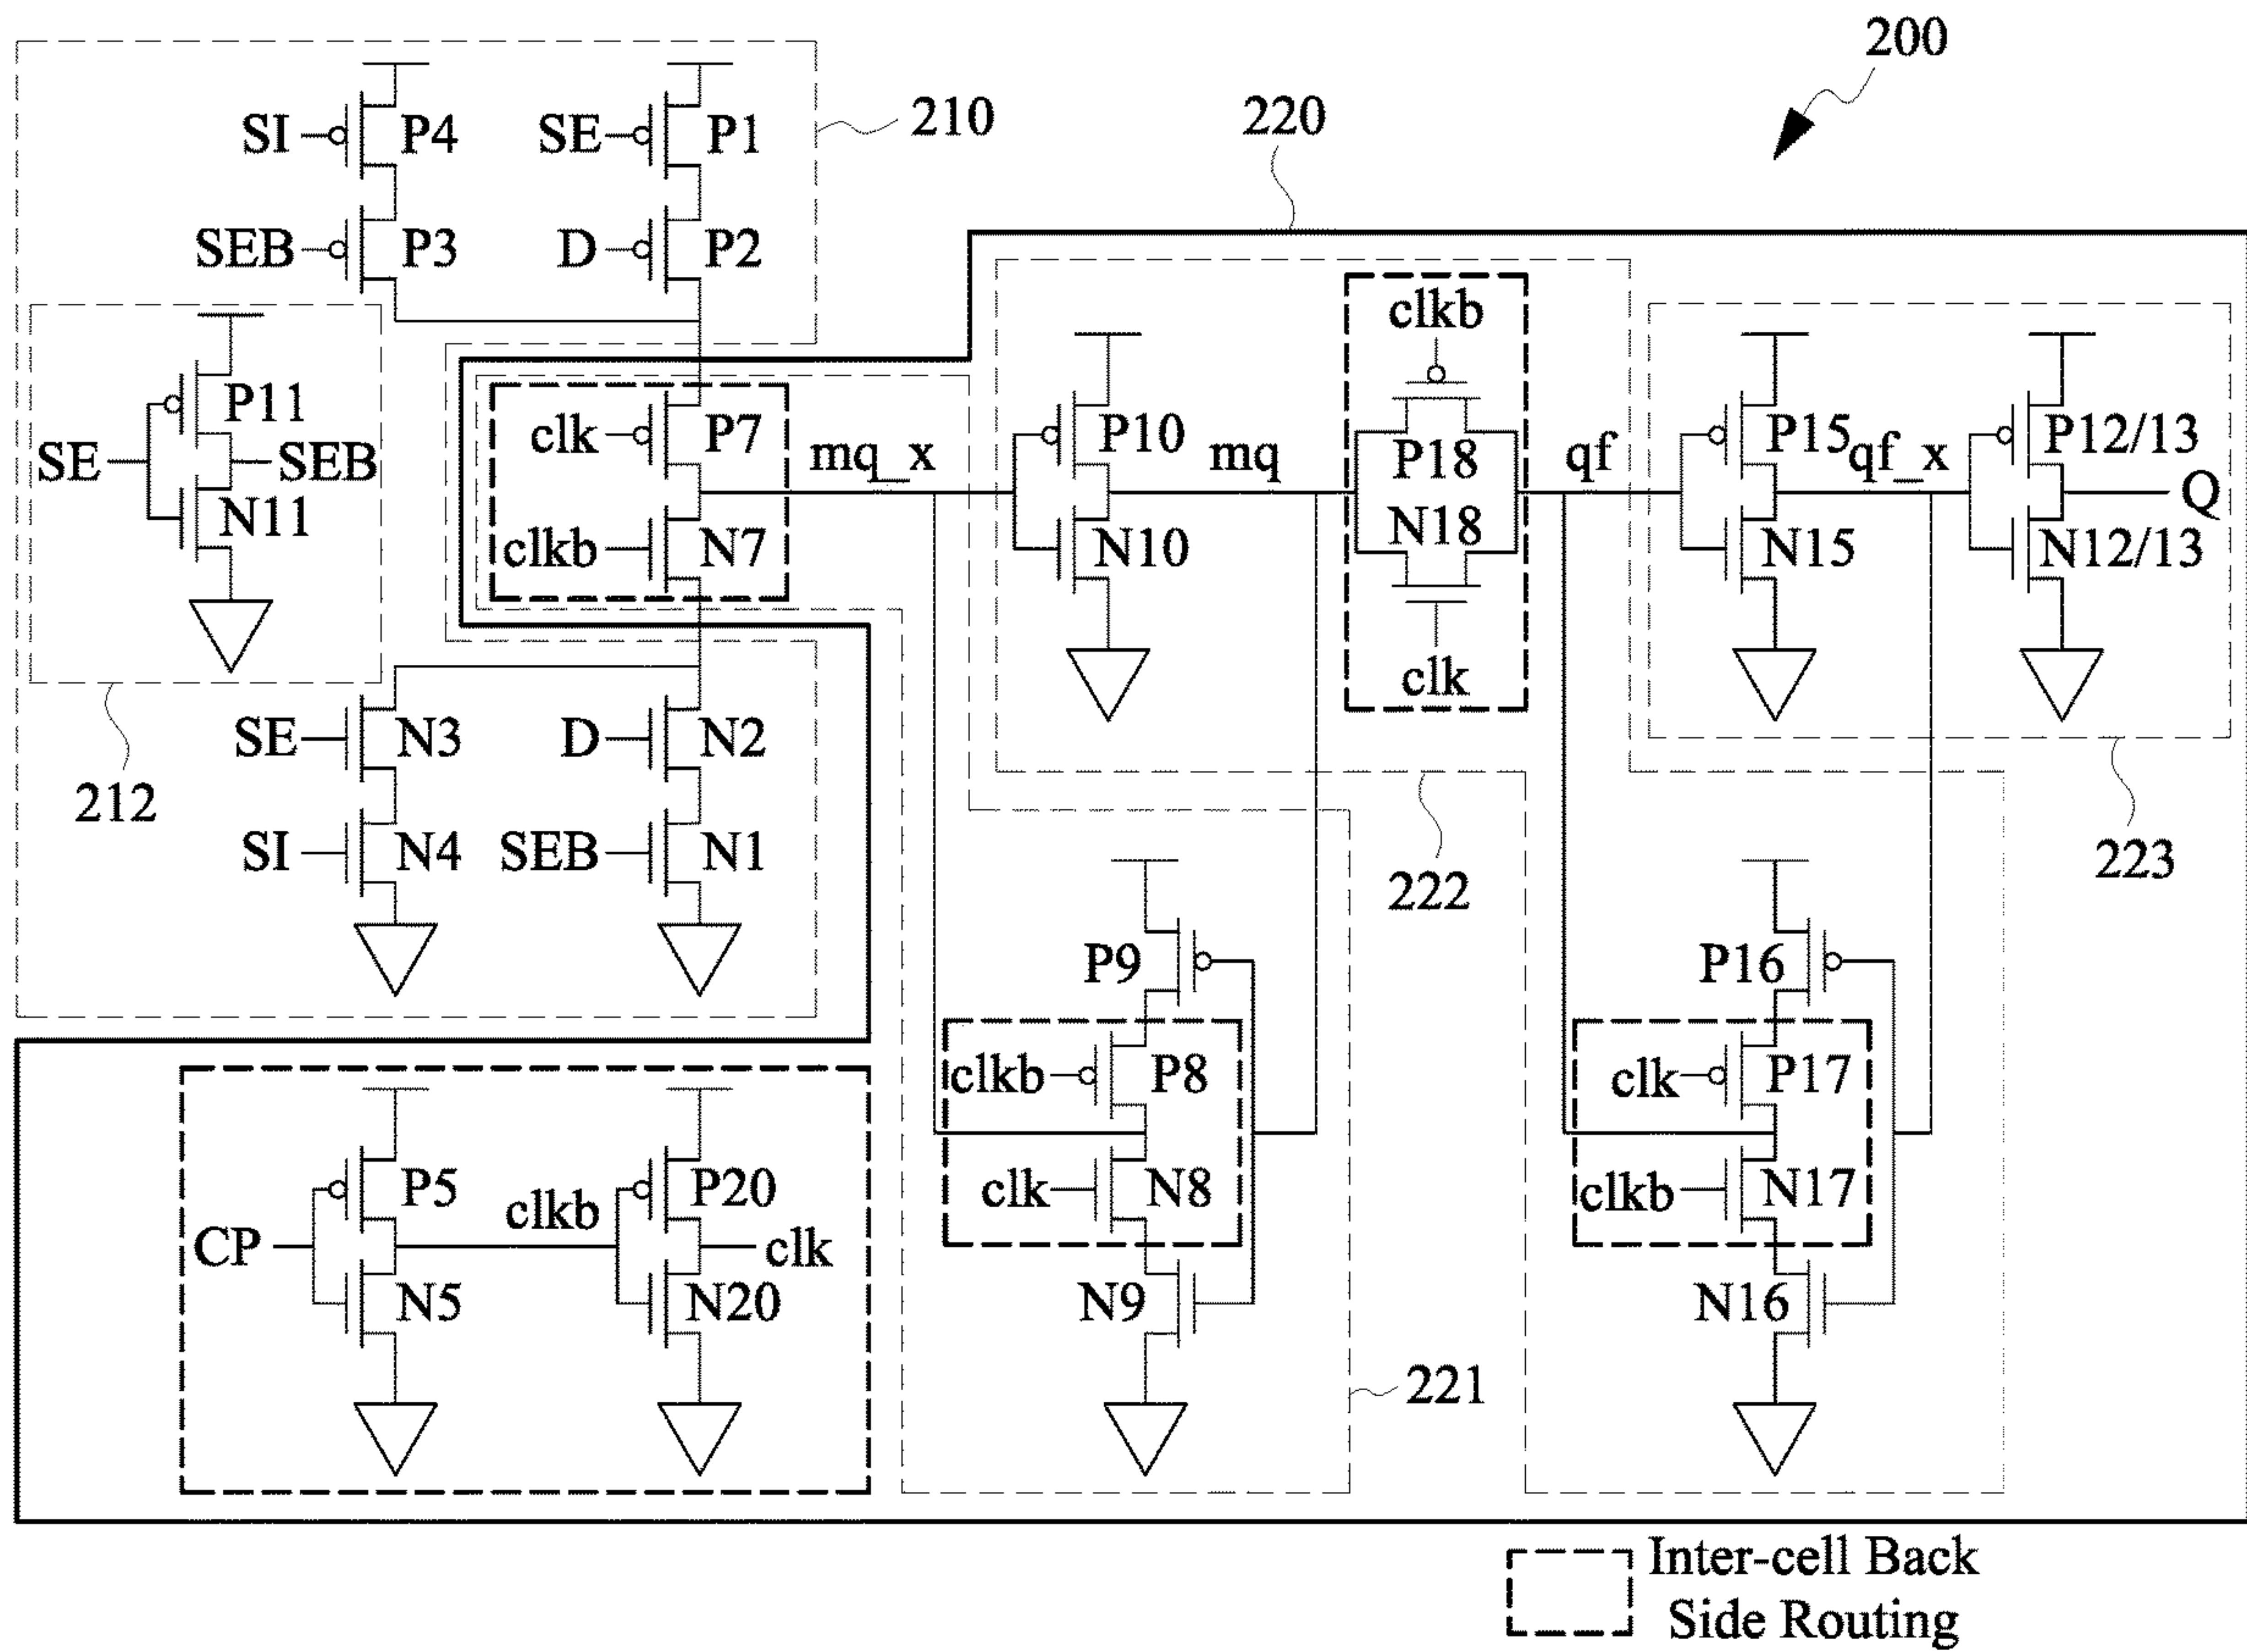 200
210
220
SI
P4
SE
P1
SEB
P3
D
P2
clkb
P11
SE
SEB
N11
clk
P7
mq_x
clkb
N7
P10
mq
N10
P18
N18
qf
clk
P15
qf_x
P12/13
Q
N15
N12/13
212
SE
N3
D
N2
SI
N4
SEB
N1
222
223
P9
P16
clkb
P8
clk
P17
clk
N8
clkb
N17
N9
N16
CP
P5
clkb
P20
clk
N5
N20
221
Inter-cell Back
Side Routing